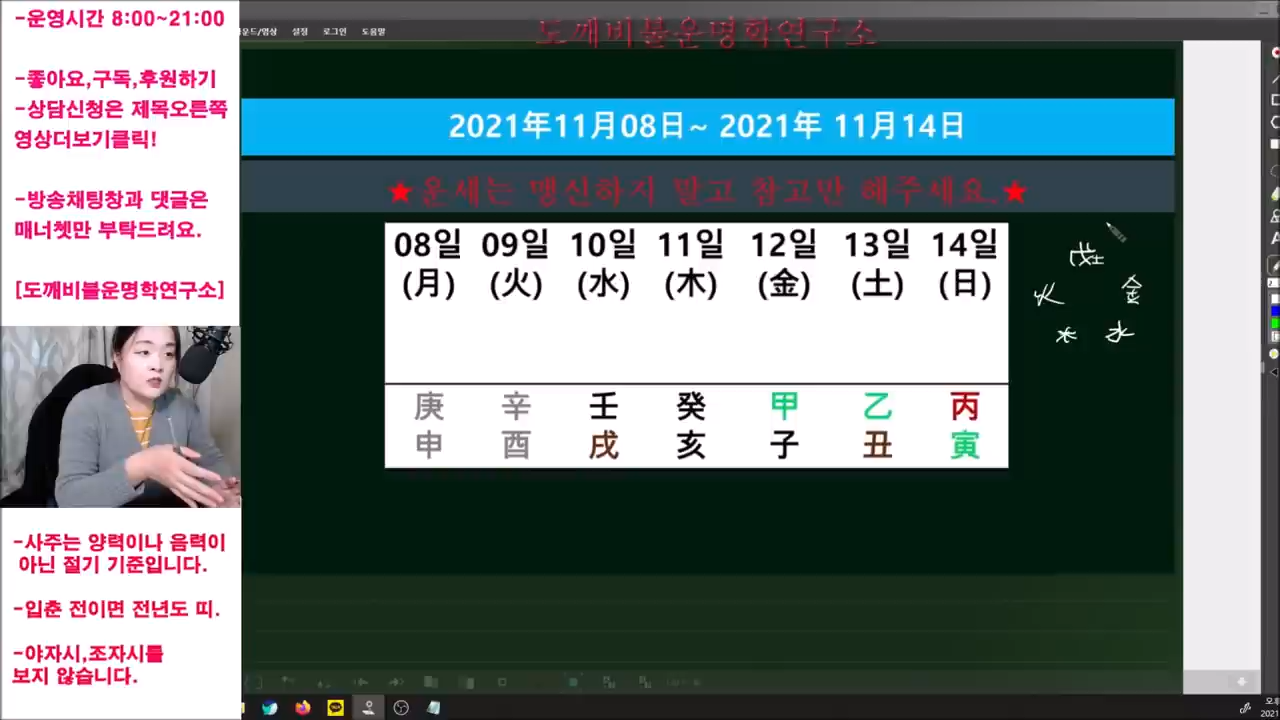 -운영시간 8:00~21:00
-좋아요,구독,후원하기
-상담신청은 제목오른쪽
영상더보기클릭!
-방송채팅창과 댓글은
매너쳇만 부탁드려요.
[도깨비불운명학연구소]
-사주는 양력이나 음력이
아닌 절기 기준입니다.
-입춘 전이면 전년도 띠.
-야자시,조자시를
보지 않습니다.
설정 로그인 도움말
도깨비불운명학연구소
2021年11月08日~ 2021年 11月14日
★운세는 맹신하지 말고 참고만 해주세요.★
08일 09일 10일 11일 12일 13일 14일
(月) (火) (水) (木) (金) (土) (日)
庚 辛 壬 癸 甲 乙 丙
申 酉 戌 亥 子 丑 寅
戊土
火 金
木 水
2021